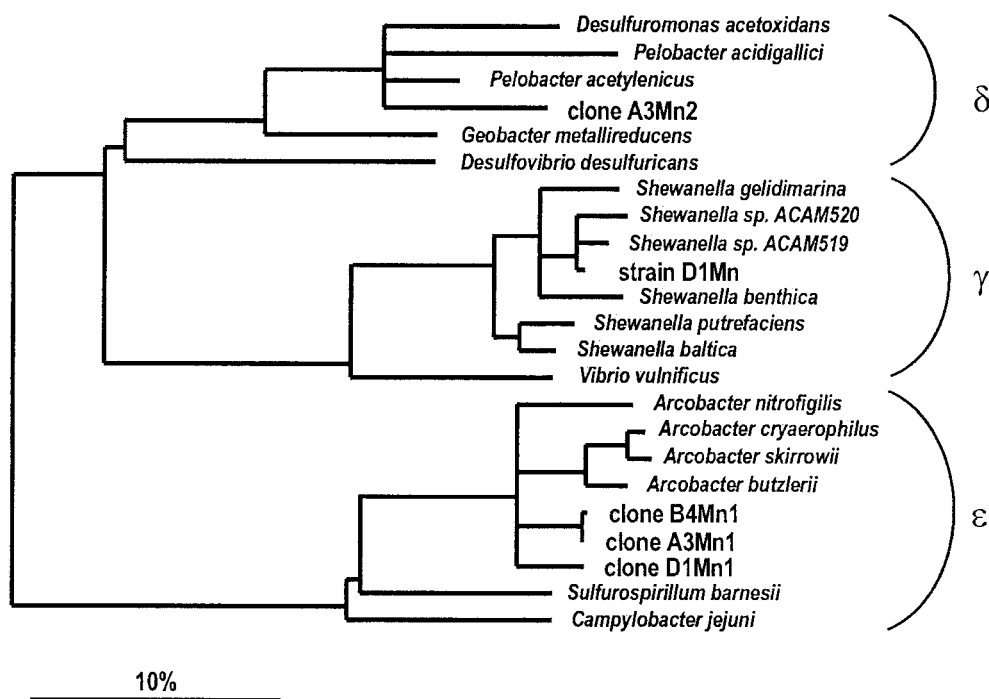 Desulfuromonas acetoxidans
Pelobacter acidigallici
Pelobacter acetylenicus
clone A3Mn2
Geobacter metallireducens
Desulfovibrio desulfuricans
δ
Shewanella gelidimarina
Shewanella sp. ACAM520
Shewanella sp. ACAM519
strain D1Mn
Shewanella benthica
Shewanella putrefaciens
Shewanella baltica
Vibrio vulnificus
γ
Arcobacter nitrofigilis
Arcobacter cryaerophilus
Arcobacter skirrowii
Arcobacter butzlerii
clone B4Mn1
clone A3Mn1
clone D1Mn1
Sulfurospirillum barnesii
Campylobacter jejuni
ε
10%